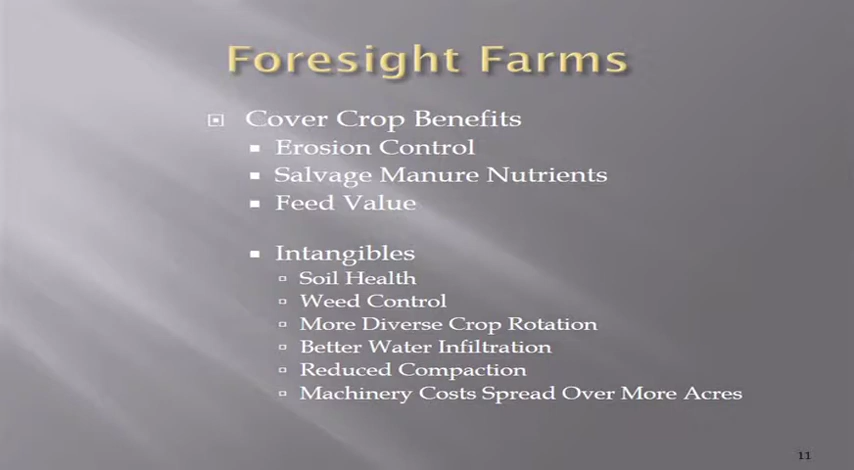 Foresight Farms
Cover Crop Benefits
Erosion Control
Salvage Manure Nutrients
Feed Value
Intangibles
Soil Health
Weed Control
More Diverse Crop Rotation
Better Water Infiltration
Reduced Compaction
Machinery Costs Spread Over More Acres
11